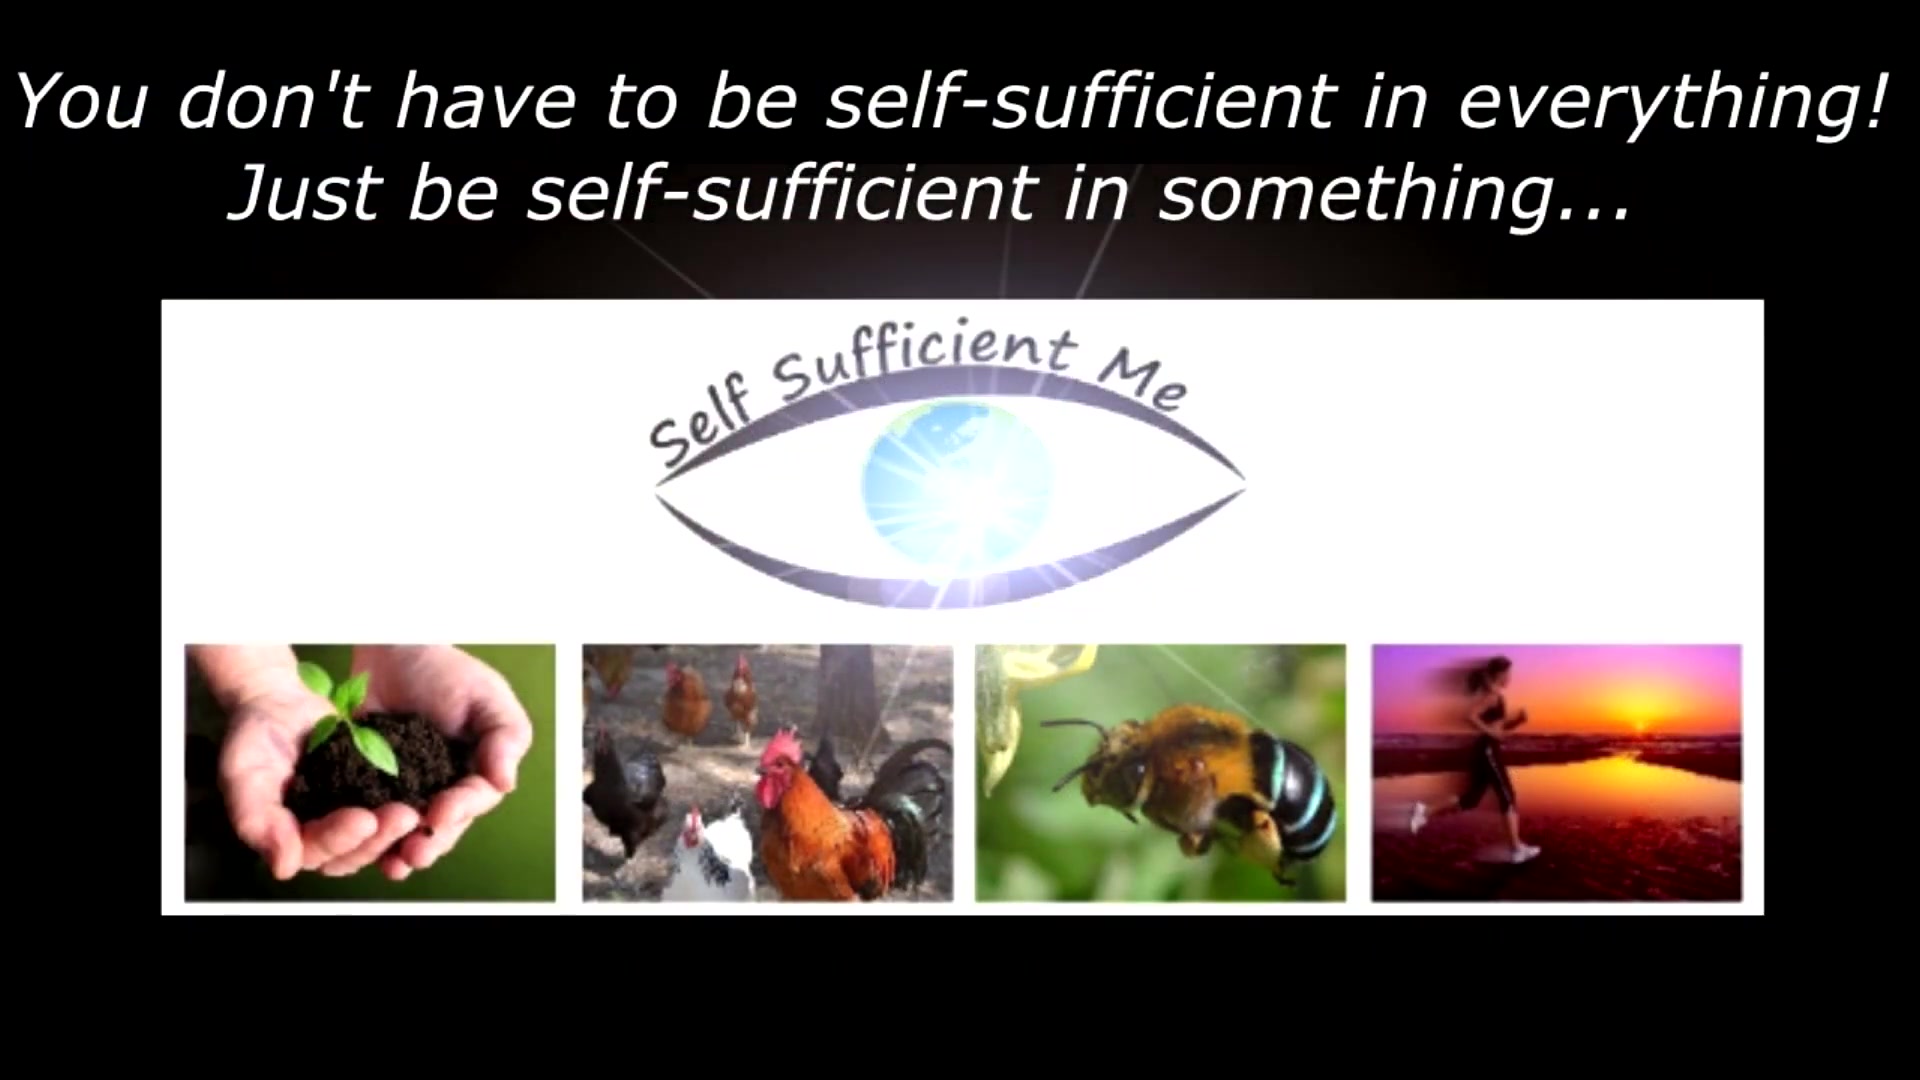 You don't have to be self-sufficient in everything!
Just be self-sufficient in something...
Self Sufficient Me